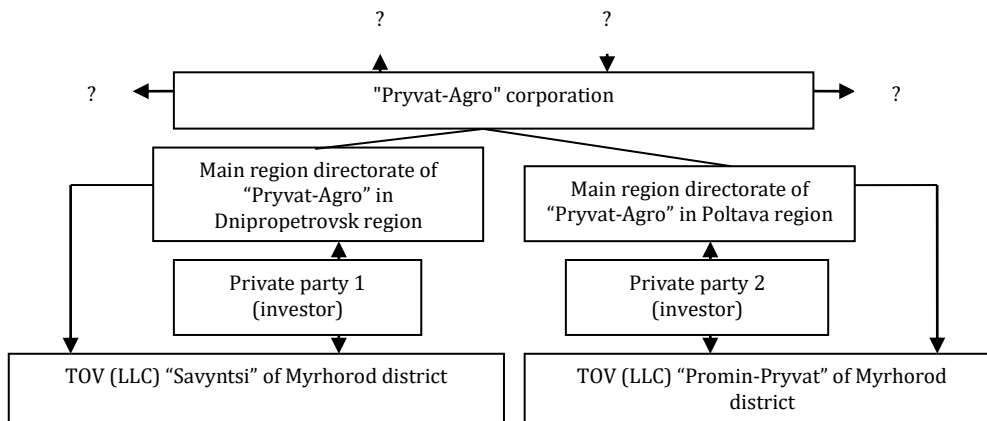 ?
?
?
"Pryvat-Agro" corporation
?
Main region directorate of
“Pryvat-Agro” in
Dnipropetrovsk region
Main region directorate of
“Pryvat-Agro” in Poltava region
Private party 1
(investor)
Private party 2
(investor)
TOV (LLC) “Savyntsi” of Myrhorod district
TOV (LLC) “Promin-Pryvat” of Myrhorod
district